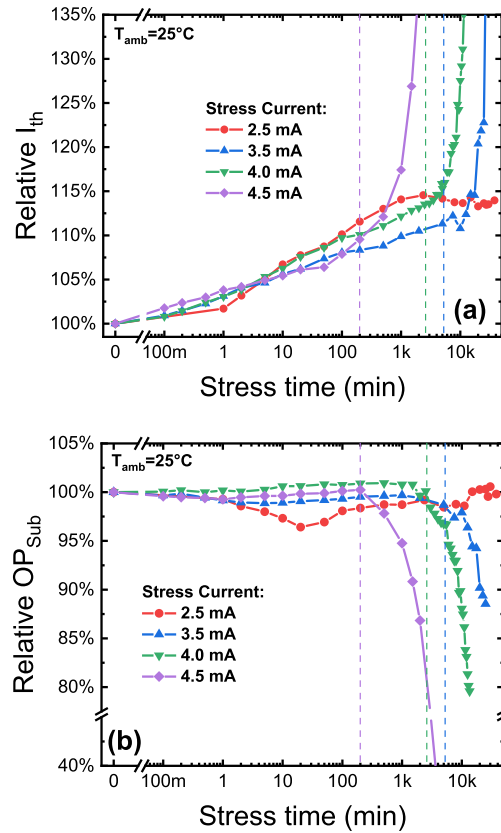 135%
130%
125%
120%
115%
110%
105%
100%
Relative I_th
T_amb=25°C
Stress Current:
2.5 mA
3.5 mA
4.0 mA
4.5 mA
(a)
0 100m 1 10 100 1k 10k
Stress time (min)
105%
100%
95%
90%
85%
80%
40%
Relative OP_Sub
T_amb=25°C
Stress Current:
2.5 mA
3.5 mA
4.0 mA
4.5 mA
(b)
0 100m 1 10 100 1k 10k
Stress time (min)